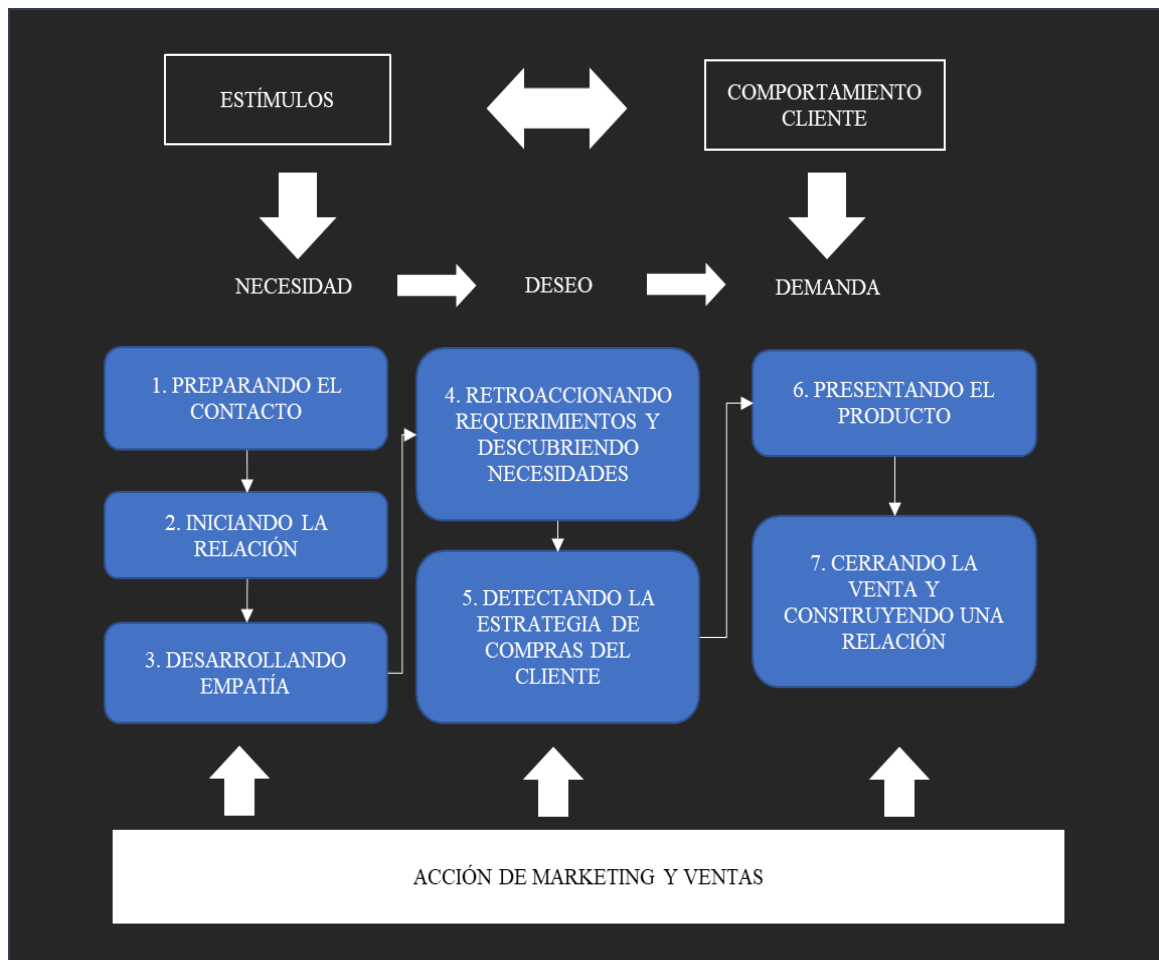 ESTÍMULOS
COMPORTAMIENTO
CLIENTE
NECESIDAD
DESEO
DEMANDA
1. PREPARANDO EL
CONTACTO
2. INICIANDO LA
RELACIÓN
3. DESARROLLANDO
EMPATÍA
4. RETROACCIONANDO
REQUERIMIENTOS Y
DESCUBRIENDO
NECESIDADES
5. DETECTANDO LA
ESTRATEGIA DE
COMPRAS DEL
CLIENTE
6. PRESENTANDO EL
PRODUCTO
7. CERRANDO LA
VENTA Y
CONSTRUYENDO UNA
RELACIÓN
ACCIÓN DE MARKETING Y VENTAS